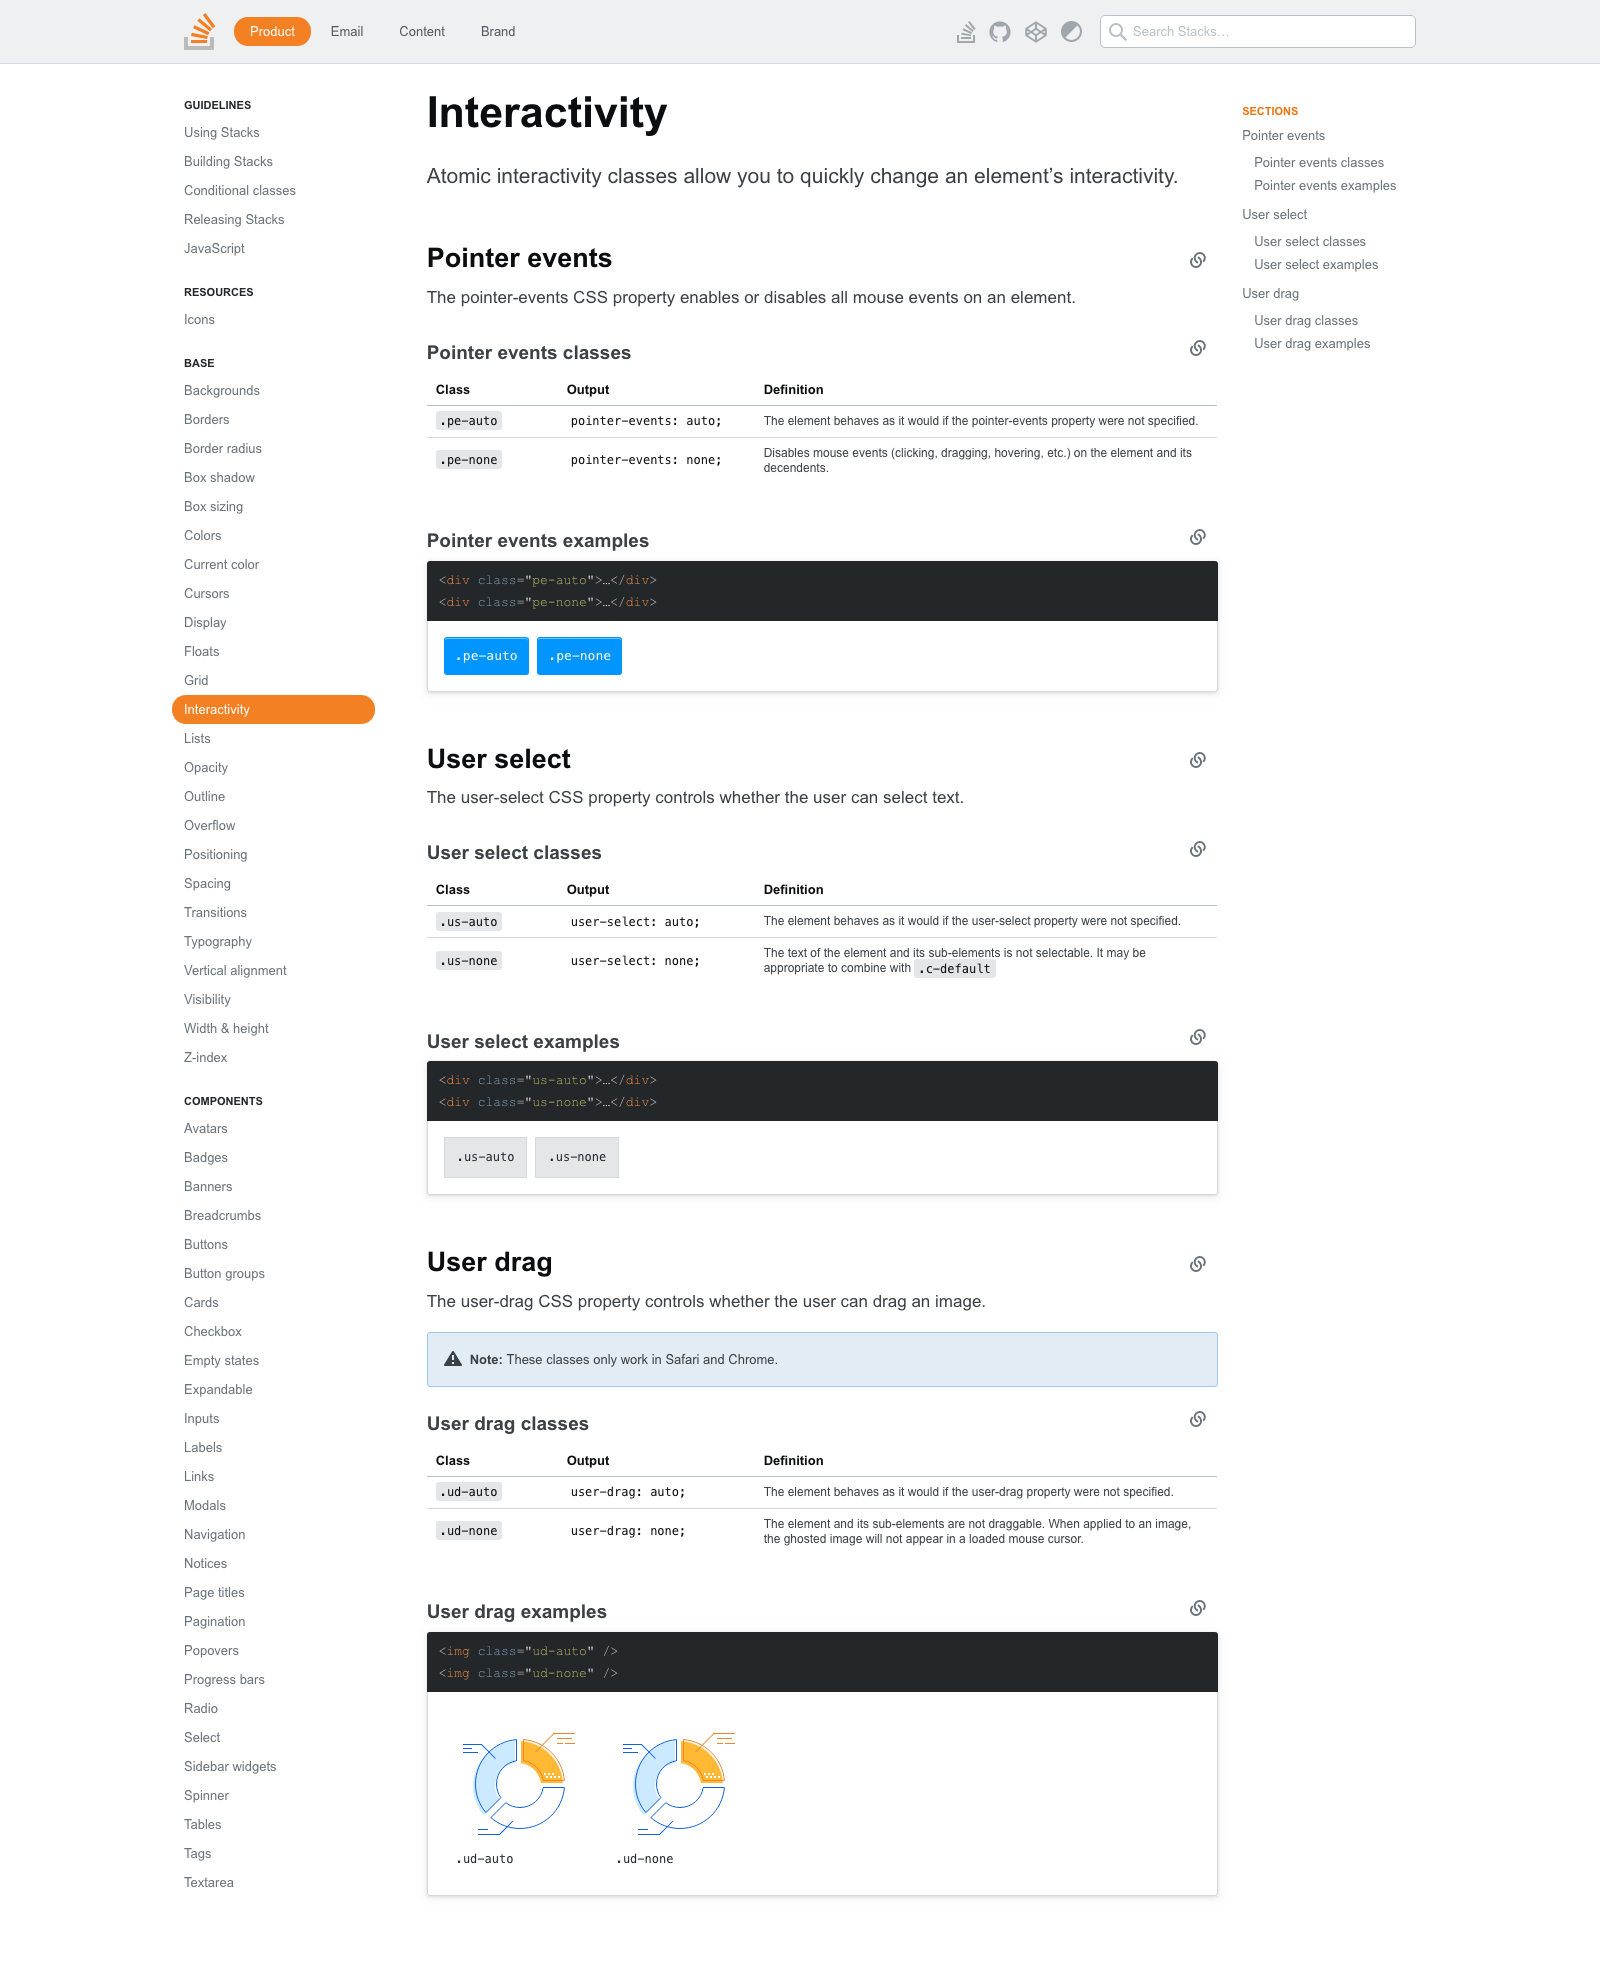 Product
Email
Content
Brand
Search Stacks…
GUIDELINES
Using Stacks
Building Stacks
Conditional classes
Releasing Stacks
JavaScript
RESOURCES
Icons
BASE
Backgrounds
Borders
Border radius
Box shadow
Box sizing
Colors
Current color
Cursors
Display
Floats
Grid
Interactivity
Lists
Opacity
Outline
Overflow
Positioning
Spacing
Transitions
Typography
Vertical alignment
Visibility
Width & height
Z-index
COMPONENTS
Avatars
Badges
Banners
Breadcrumbs
Buttons
Button groups
Cards
Checkbox
Empty states
Expandable
Inputs
Labels
Links
Modals
Navigation
Notices
Page titles
Pagination
Popovers
Progress bars
Radio
Select
Sidebar widgets
Spinner
Tables
Tags
Textarea
Interactivity
Atomic interactivity classes allow you to quickly change an element’s interactivity.
Pointer events
The pointer-events CSS property enables or disables all mouse events on an element.
Pointer events classes
Class Output Definition
.pe-auto pointer-events: auto; The element behaves as it would if the pointer-events property were not specified.
.pe-none pointer-events: none; Disables mouse events (clicking, dragging, hovering, etc.) on the element and its
decendents.
Pointer events examples
<div class="pe-auto">…</div>
<div class="pe-none">…</div>
.pe-auto .pe-none
User select
The user-select CSS property controls whether the user can select text.
User select classes
Class Output Definition
.us-auto user-select: auto; The element behaves as it would if the user-select property were not specified.
.us-none user-select: none; The text of the element and its sub-elements is not selectable. It may be
appropriate to combine with .c-default
User select examples
<div class="us-auto">…</div>
<div class="us-none">…</div>
.us-auto .us-none
User drag
The user-drag CSS property controls whether the user can drag an image.
Note: These classes only work in Safari and Chrome.
User drag classes
Class Output Definition
.ud-auto user-drag: auto; The element behaves as it would if the user-drag property were not specified.
.ud-none user-drag: none; The element and its sub-elements are not draggable. When applied to an image,
the ghosted image will not appear in a loaded mouse cursor.
User drag examples
<img class="ud-auto" />
<img class="ud-none" />
.ud-auto .ud-none
SECTIONS
Pointer events
Pointer events classes
Pointer events examples
User select
User select classes
User select examples
User drag
User drag classes
User drag examples